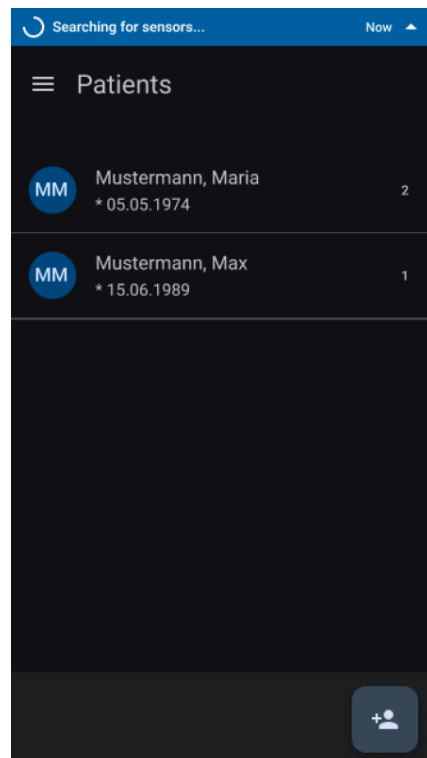 Searching for sensors... Now
Patients
MM Mustermann, Maria 2
* 05.05.1974
MM Mustermann, Max 1
* 15.06.1989